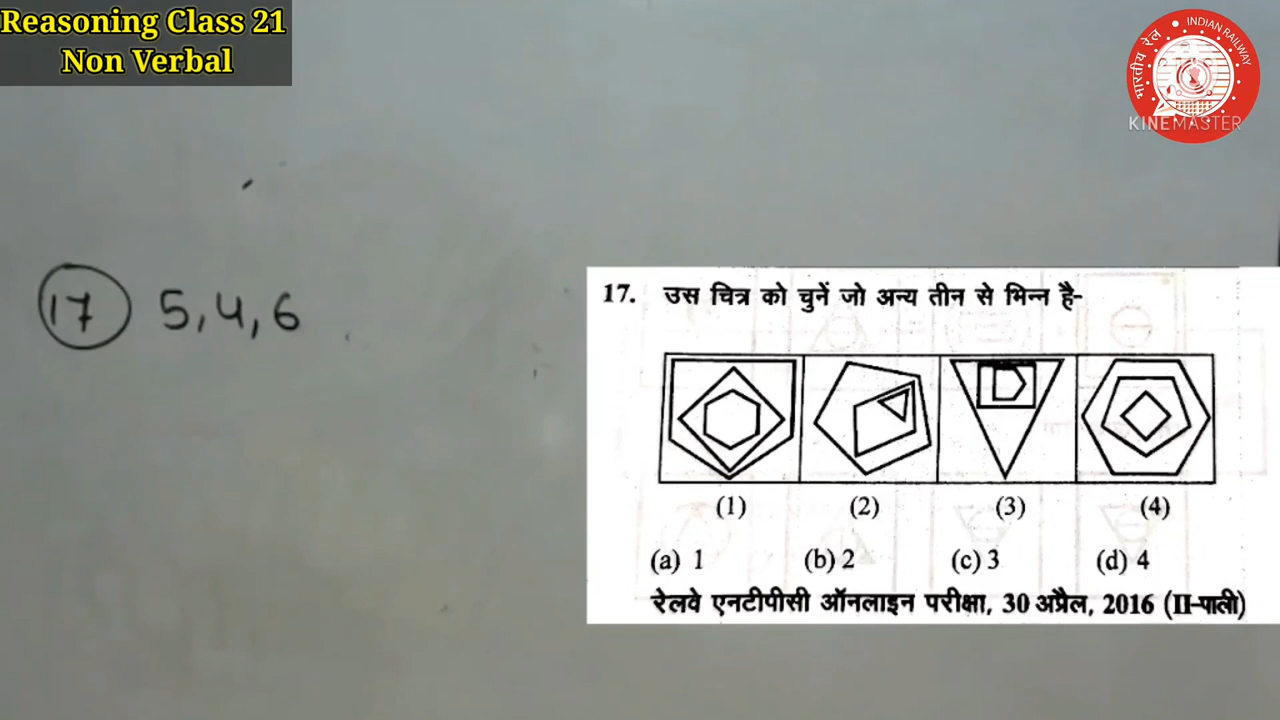 Reasoning Class 21
Non Verbal
भारतीय रेल
INDIAN RAILWAY
KINEMASTER
17 5,4,6
17. उस चित्र को चुनें जो अन्य तीन से भिन्न है-
(1) (2) (3) (4)
(a) 1 (b) 2 (c) 3 (d) 4
रेलवे एनटीपीसी ऑनलाइन परीक्षा, 30 अप्रैल, 2016 (II-पाली)